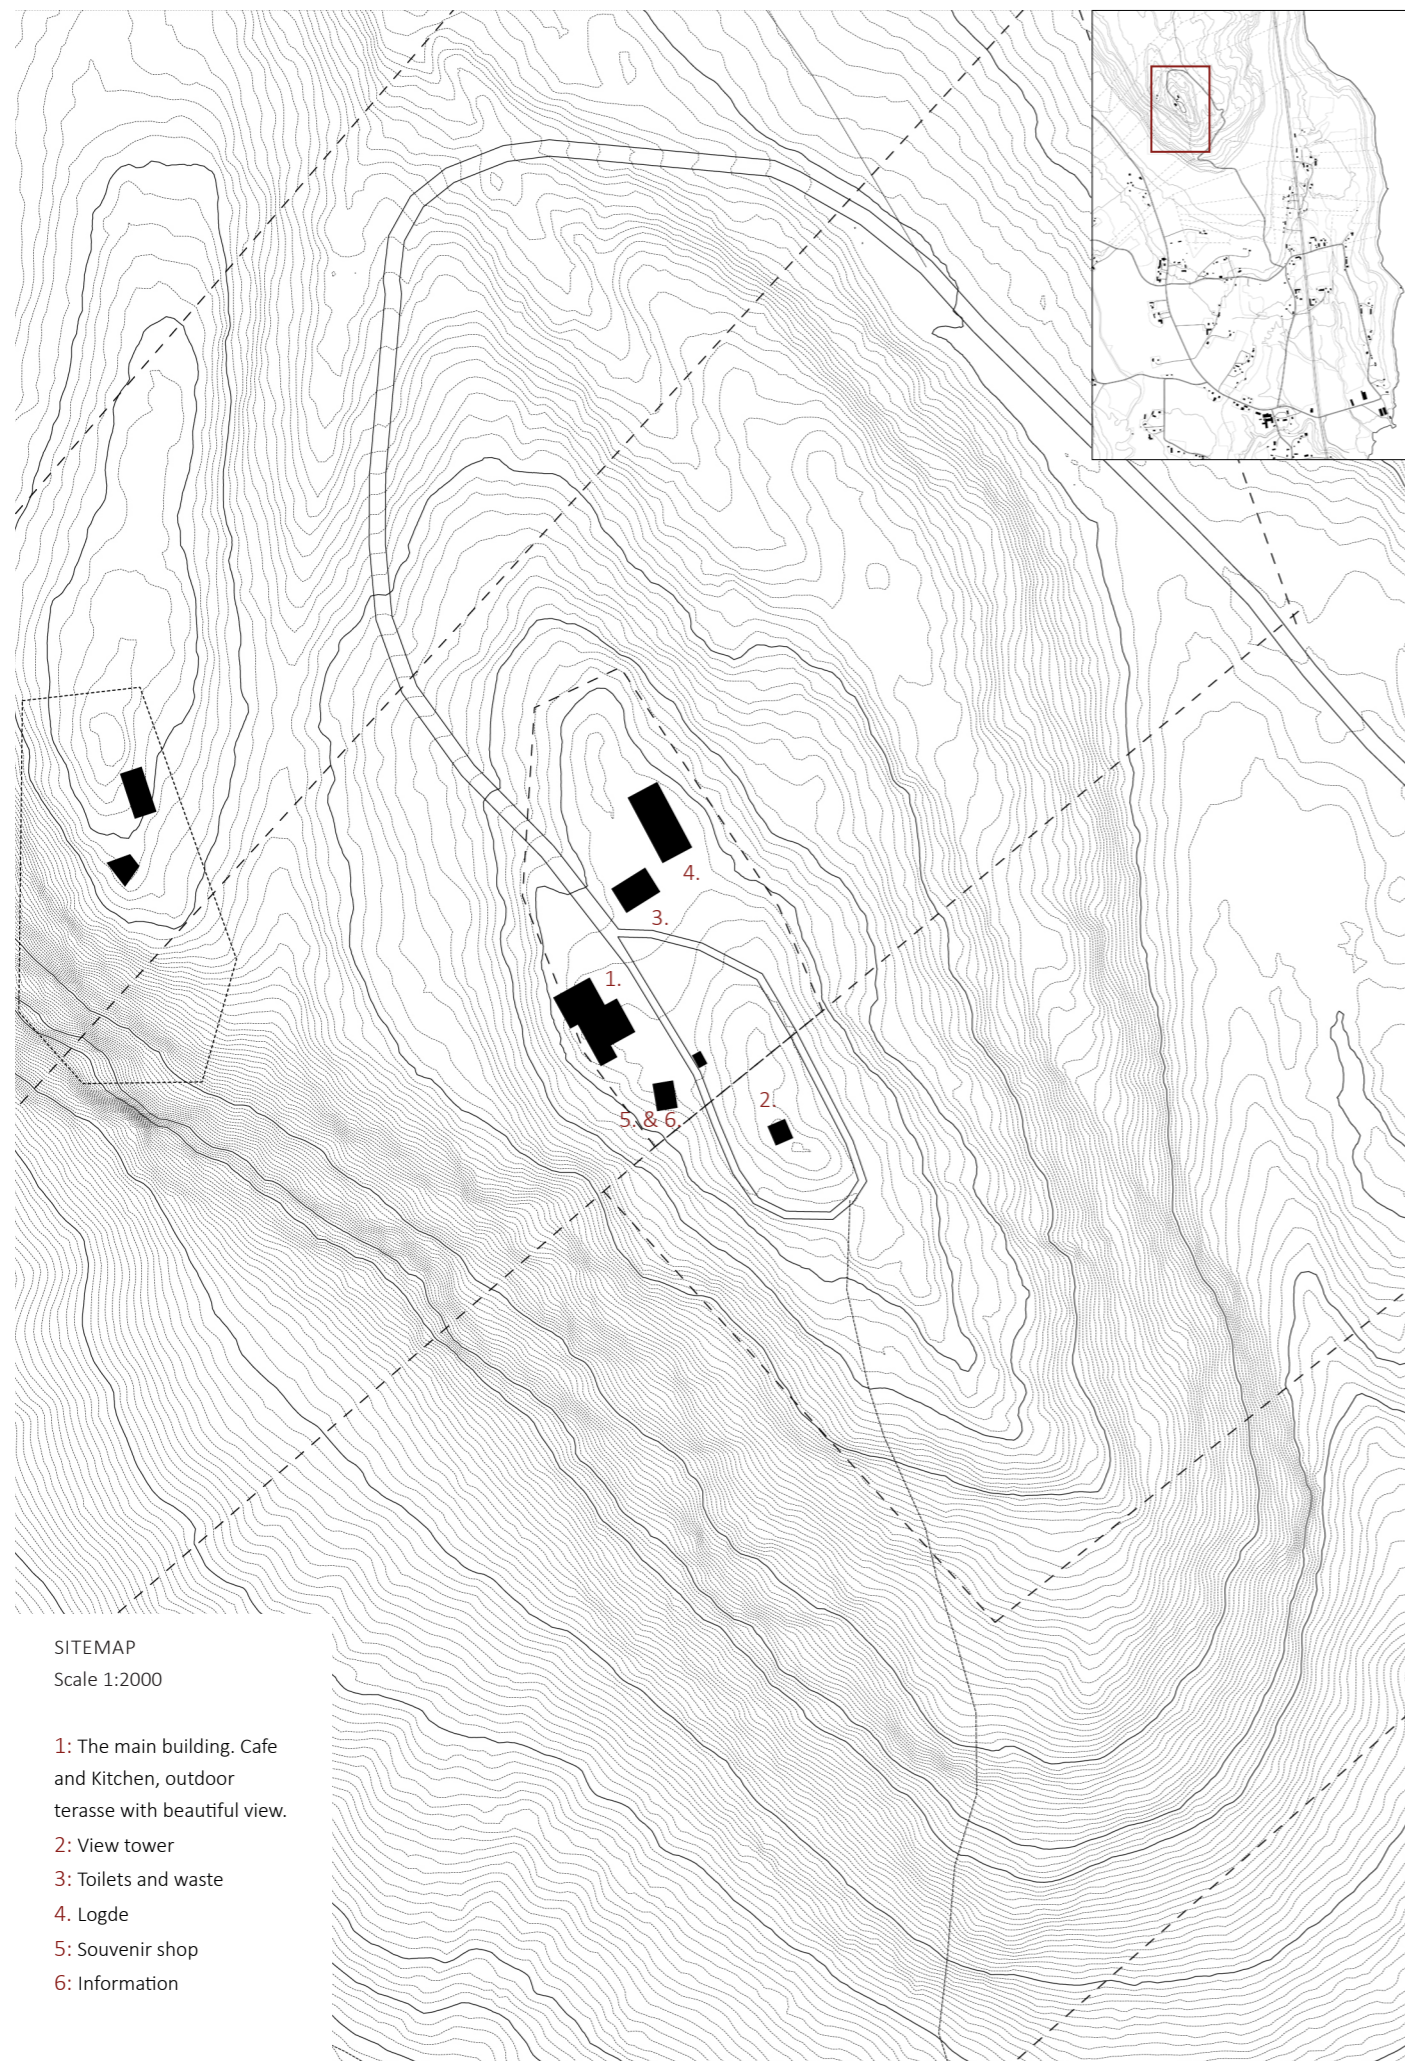 4.
3.
1.
2.
5. & 6.
SITEMAP
Scale 1:2000
1: The main building. Cafe
and Kitchen, outdoor
terasse with beautiful view.
2: View tower
3: Toilets and waste
4. Logde
5: Souvenir shop
6: Information